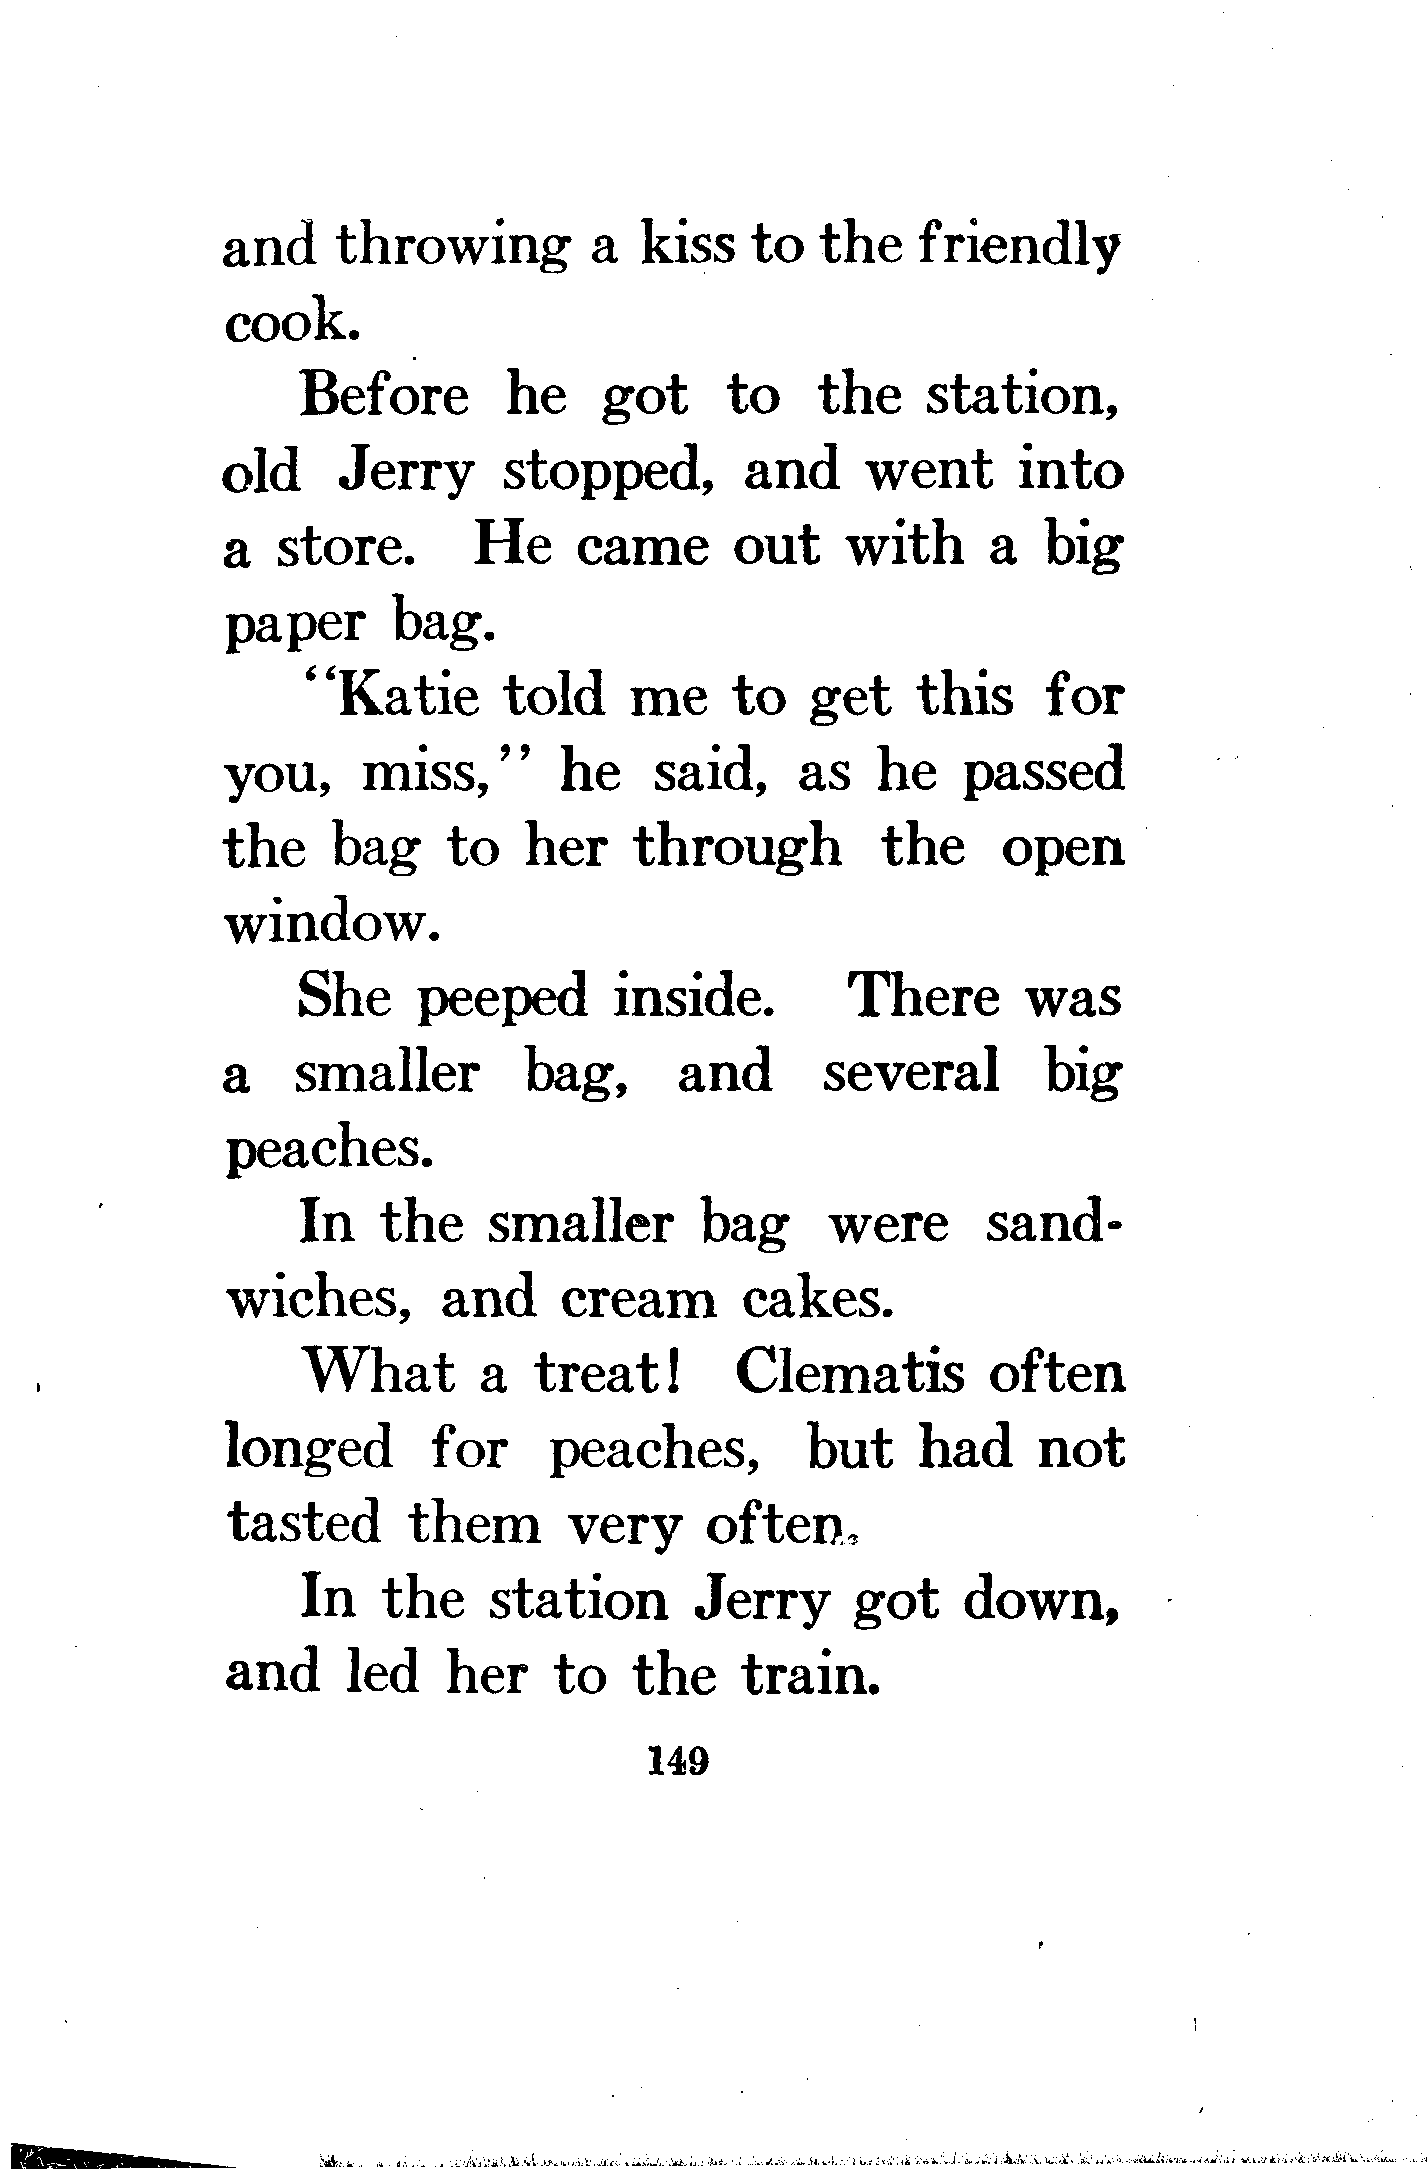 and throwing a kiss to the friendly
cook.
Before he got to the station,
old Jerry stopped, and went into
a store. He came out with a big
paper bag.
"Katie told me to get this for
you, miss," he said, as he passed
the bag to her through the open
window.
She peeped inside. There was
a smaller bag, and several big
peaches.
In the smaller bag were sand-
wiches, and cream cakes.
What a treat! Clematis often
longed for peaches, but had not
tasted them very often.
In the station Jerry got down,
and led her to the train.
149